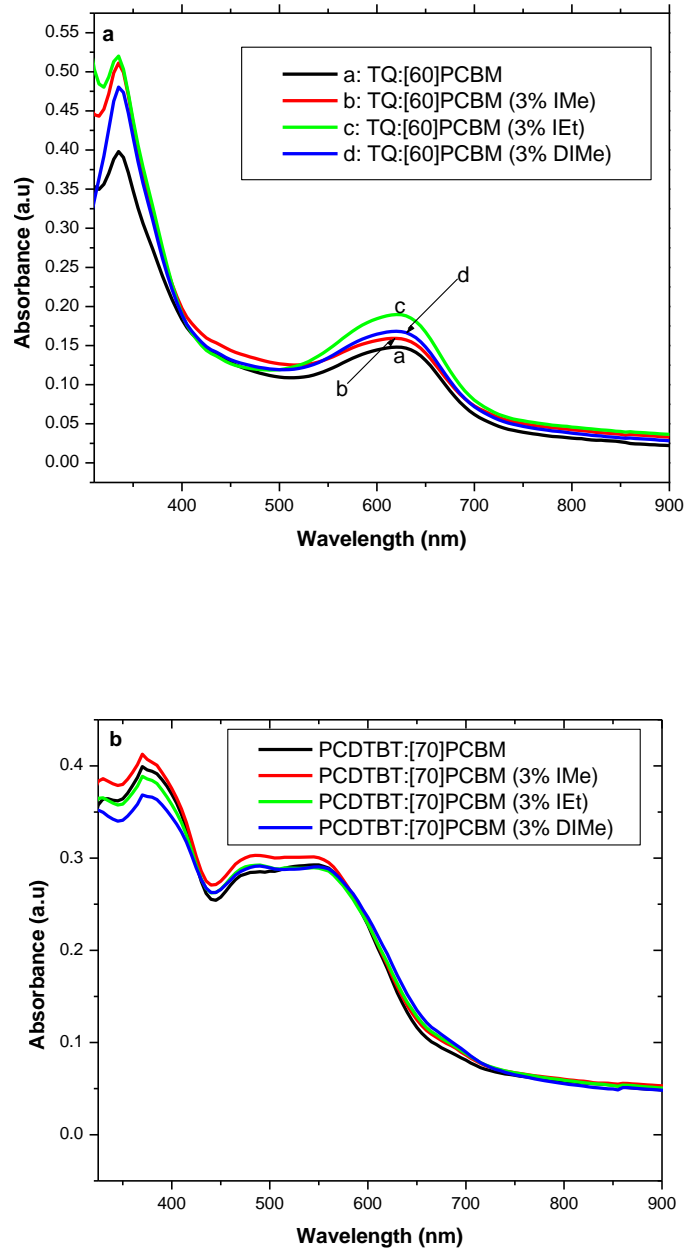 a
a: TQ:[60]PCBM
b: TQ:[60]PCBM (3% IMe)
c: TQ:[60]PCBM (3% IEt)
d: TQ:[60]PCBM (3% DIMe)
0.55
0.50
0.45
0.40
0.35
0.30
0.25
0.20
0.15
0.10
0.05
0.00
Absorbance (a.u)
d
c
a
b
400 500 600 700 800 900
Wavelength (nm)
b
PCDTBT:[70]PCBM
PCDTBT:[70]PCBM (3% IMe)
PCDTBT:[70]PCBM (3% IEt)
PCDTBT:[70]PCBM (3% DIMe)
0.4
0.3
0.2
0.1
0.0
Absorbance (a.u)
400 500 600 700 800 900
Wavelength (nm)